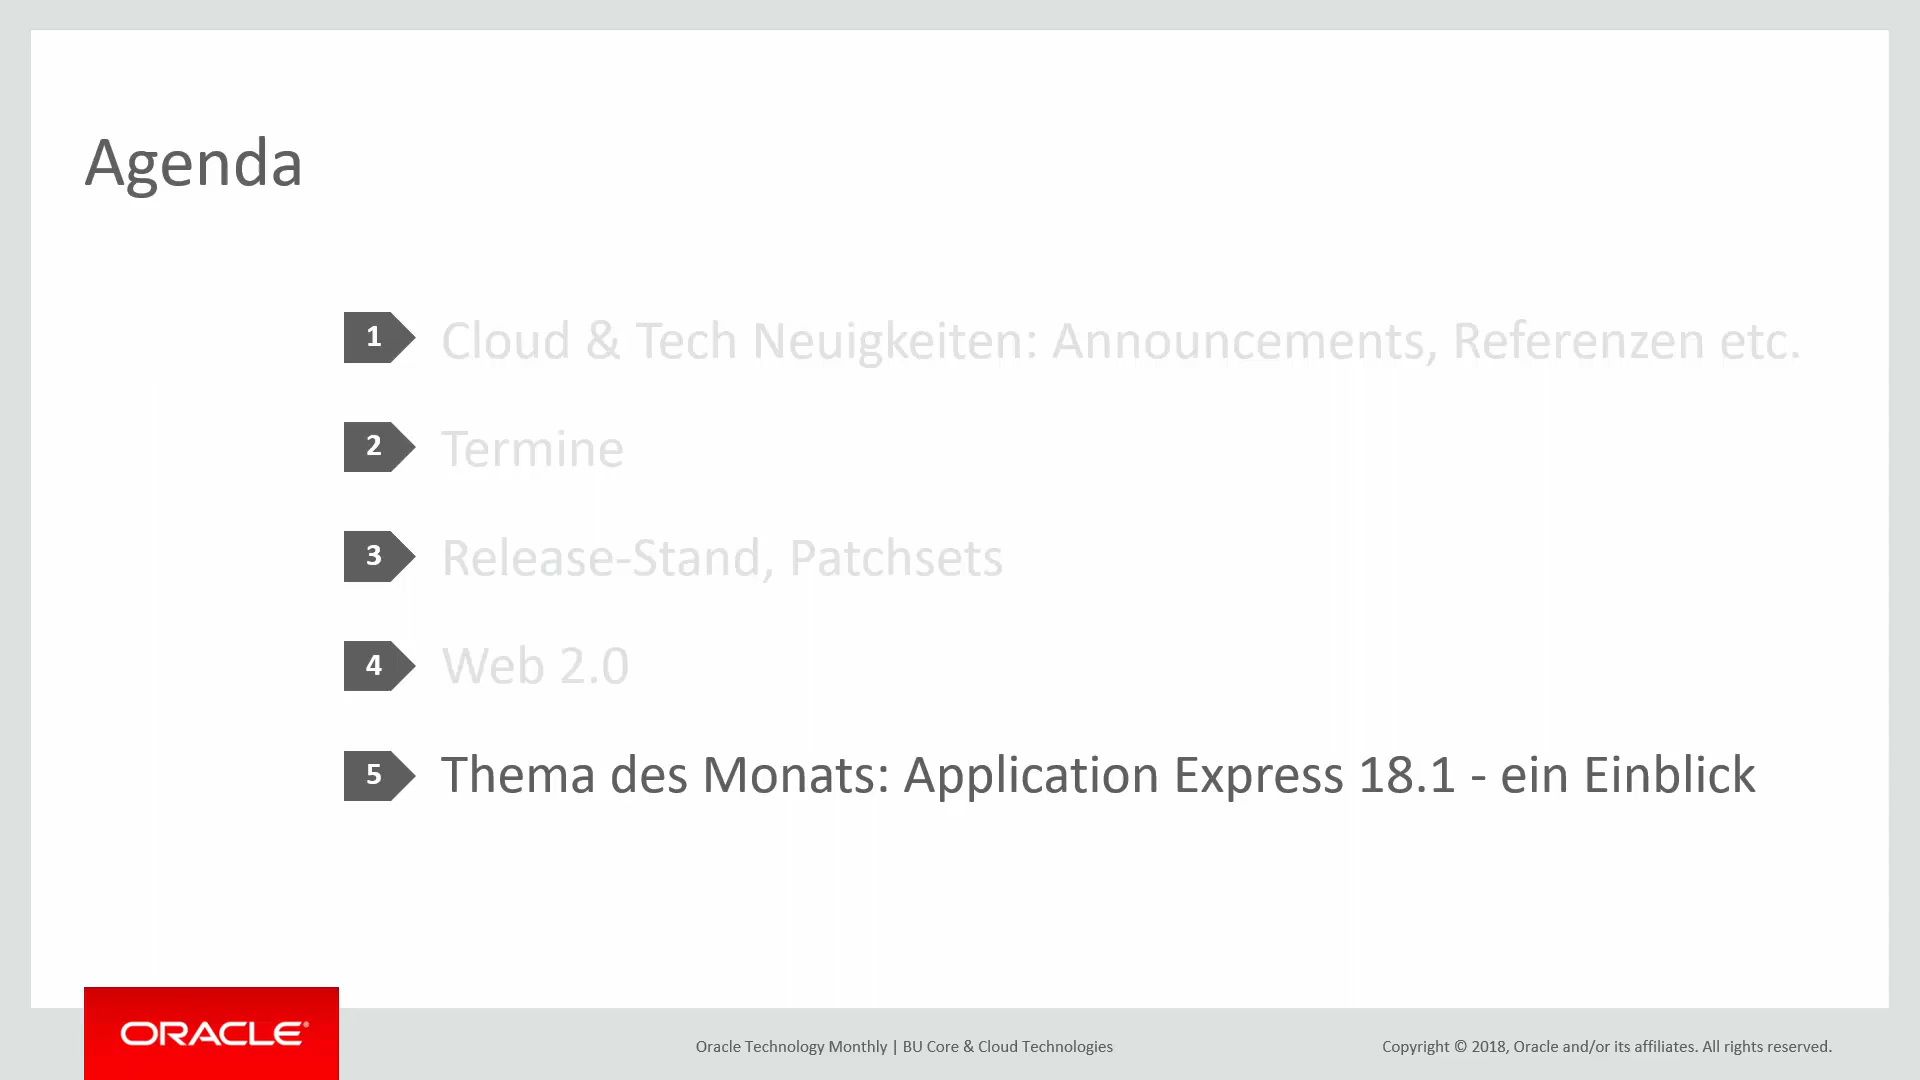 Agenda
1 Cloud & Tech Neuigkeiten: Announcements, Referenzen etc.
2 Termine
3 Release-Stand, Patchsets
4 Web 2.0
5 Thema des Monats: Application Express 18.1 - ein Einblick
ORACLE®
Oracle Technology Monthly | BU Core & Cloud Technologies
Copyright © 2018, Oracle and/or its affiliates. All rights reserved.